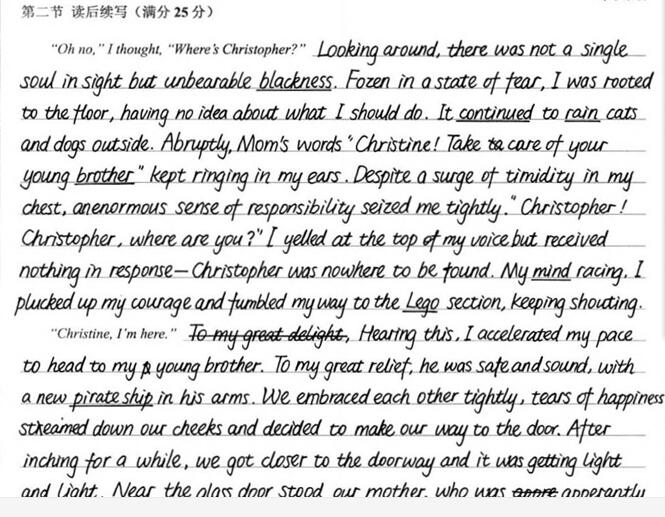 第二节 读后续写（满分 25 分）
"Oh no," I thought, "Where's Christopher?" Looking around, there was not a single
soul in sight but unbearable blackness. Fozen in a state of fear, I was rooted
to the floor, having no idea about what I should do. It continued to rain cats
and dogs outside. Abruptly, Mom's words "Christine! Take care of your
young brother" kept ringing in my ears. Despite a surge of timidity in my
chest, anenormous sense of responsibility seized me tightly. "Christopher!
Christopher, where are you?" I yelled at the top of my voice but received
nothing in response—Christopher was nowhere to be found. My mind racing, I
plucked up my courage and fumbled my way to the Lego section, keeping shouting.
"Christine, I'm here." To my great delight, Hearing this, I accelerated my pace
to head to my young brother. To my great relief, he was safe and sound, with
a new pirate ship in his arms. We embraced each other tightly, tears of happiness
streamed down our cheeks and decided to make our way to the door. After
inching for a while, we got closer to the doorway and it was getting light
and light. Near the glass door stood our mother, who was apperantly